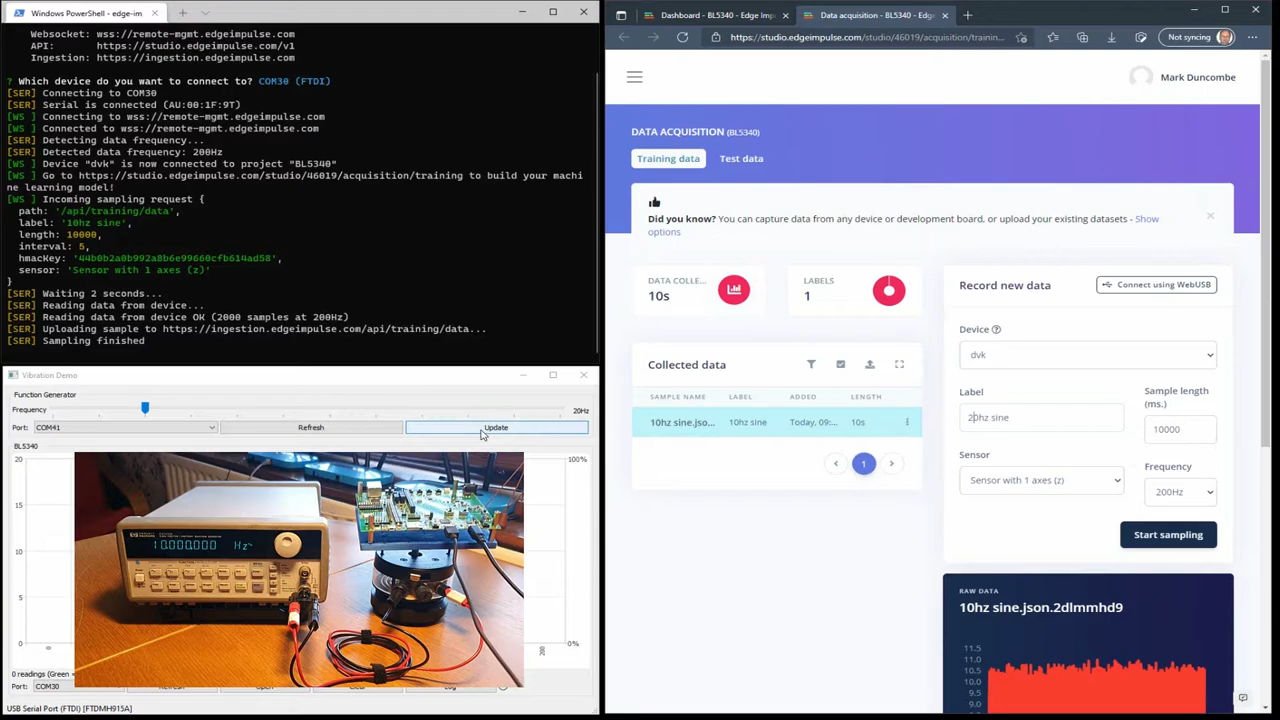 Windows PowerShell - edge-im
Websocket: wss://remote-mgmt.edgeimpulse.com
API: https://studio.edgeimpulse.com/v1
Ingestion: https://ingestion.edgeimpulse.com
? Which device do you want to connect to? COM30 (FTDI)
[SER] Connecting to COM30
[SER] Serial is connected (AU:00:1F:9T)
[WS ] Connecting to wss://remote-mgmt.edgeimpulse.com
[WS ] Connected to wss://remote-mgmt.edgeimpulse.com
[SER] Detecting data frequency...
[SER] Detected data frequency: 200Hz
[WS ] Device "dvk" is now connected to project "BL5340"
[WS ] Go to https://studio.edgeimpulse.com/studio/46019/acquisition/training to build your machi
ne learning model!
[WS ] Incoming sampling request {
path: '/api/training/data',
label: '10hz sine',
length: 10000,
interval: 5,
hmacKey: '44b0b2a0b992a8b6e99660cfb614ad58',
sensor: 'Sensor with 1 axes (z)'
}
[SER] Waiting 2 seconds...
[SER] Reading data from device...
[SER] Reading data from device OK (2000 samples at 200Hz)
[SER] Uploading sample to https://ingestion.edgeimpulse.com/api/training/data...
[SER] Sampling finished
Vibration Demo
Function Generator
Frequency 20Hz
Port: COM41 Refresh Update
BL5340
20 100%
15
10
5
0 0%
0 200
10.000,000 Hz
0 readings (Green =
Port: COM30
USB Serial Port (FTDI) [FTDMH915A]
Dashboard - BL5340 - Edge Imp
Data acquisition - BL5340 - Edge
https://studio.edgeimpulse.com/studio/46019/acquisition/trainin...
Not syncing
Mark Duncombe
DATA ACQUISITION (BL5340)
Training data Test data
Did you know? You can capture data from any device or development board, or upload your existing datasets - Show
options
DATA COLLE...
10s
LABELS
1
Collected data
SAMPLE NAME LABEL ADDED LENGTH
10hz sine.jso... 10hz sine Today, 09:... 10s
1
Record new data
Connect using WebUSB
Device
dvk
Label
20hz sine
Sample length
(ms.)
10000
Sensor
Sensor with 1 axes (z)
Frequency
200Hz
Start sampling
RAW DATA
10hz sine.json.2dlmmhd9
11.5
11.0
10.5
10.0
9.5
9.0